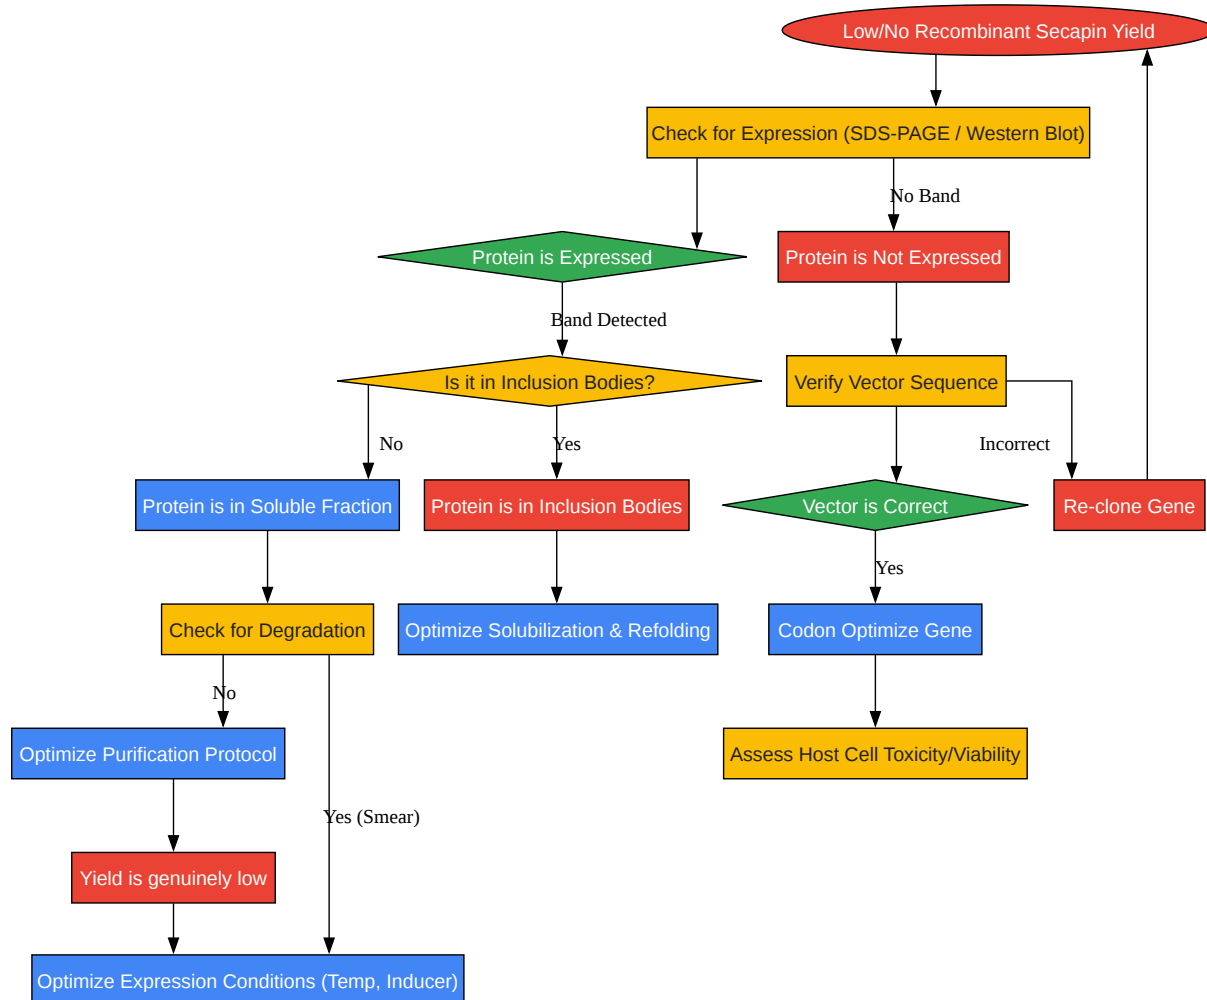 Low/No Recombinant Secapin Yield
Check for Expression (SDS-PAGE / Western Blot)
No Band
Protein is Expressed
Protein is Not Expressed
Band Detected
Is it in Inclusion Bodies?
Verify Vector Sequence
No
Yes
Incorrect
Protein is in Soluble Fraction
Protein is in Inclusion Bodies
Vector is Correct
Re-clone Gene
Yes
Check for Degradation
Optimize Solubilization & Refolding
Codon Optimize Gene
No
Optimize Purification Protocol
Assess Host Cell Toxicity/Viability
Yes (Smear)
Yield is genuinely low
Optimize Expression Conditions (Temp, Inducer)